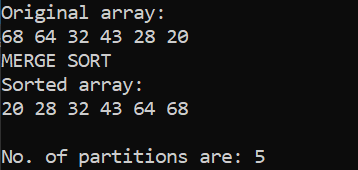 Original array:
68 64 32 43 28 20
MERGE SORT
Sorted array:
20 28 32 43 64 68
No. of partitions are: 5